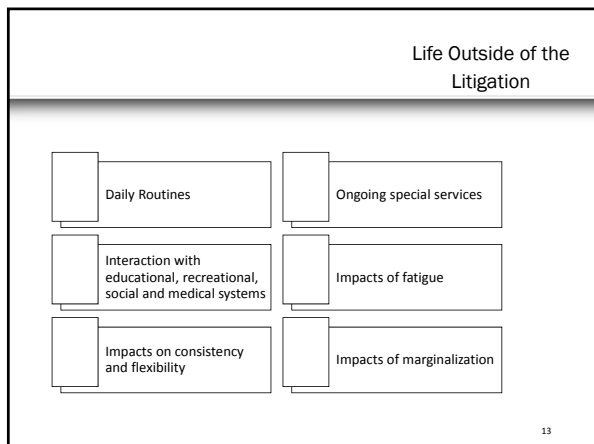 Life Outside of the
Litigation
Daily Routines
Ongoing special services
Interaction with
educational, recreational,
social and medical systems
Impacts of fatigue
Impacts on consistency
and flexibility
Impacts of marginalization
13